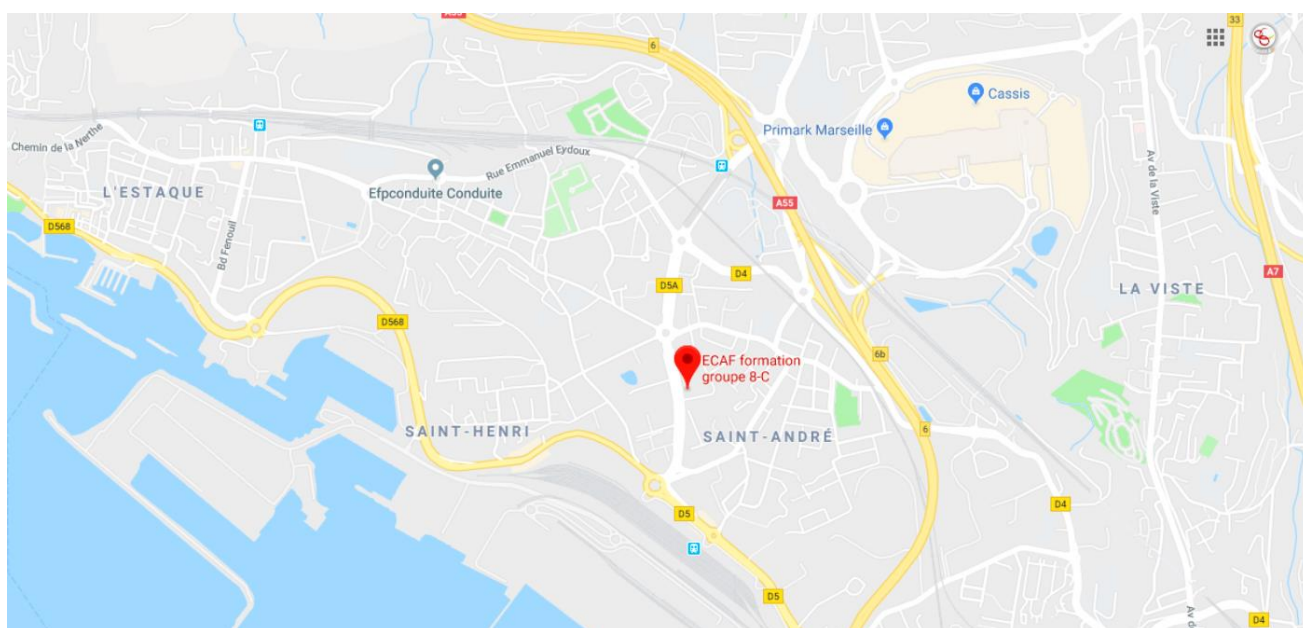 A55
33
6
Cassis
Primark Marseille
Chemin de la Nerthe
Rue Emmanuel Eydoux
Av de la Viste
Efpconduite Conduite
L'ESTAQUE
A55
D568
Bd Fenouil
D4
A7
D5A
LA VISTE
D568
6b
ECAF formation
groupe 8-C
SAINT-HENRI
SAINT-ANDRÉ
6
D4
D5
D5
Av de
D4